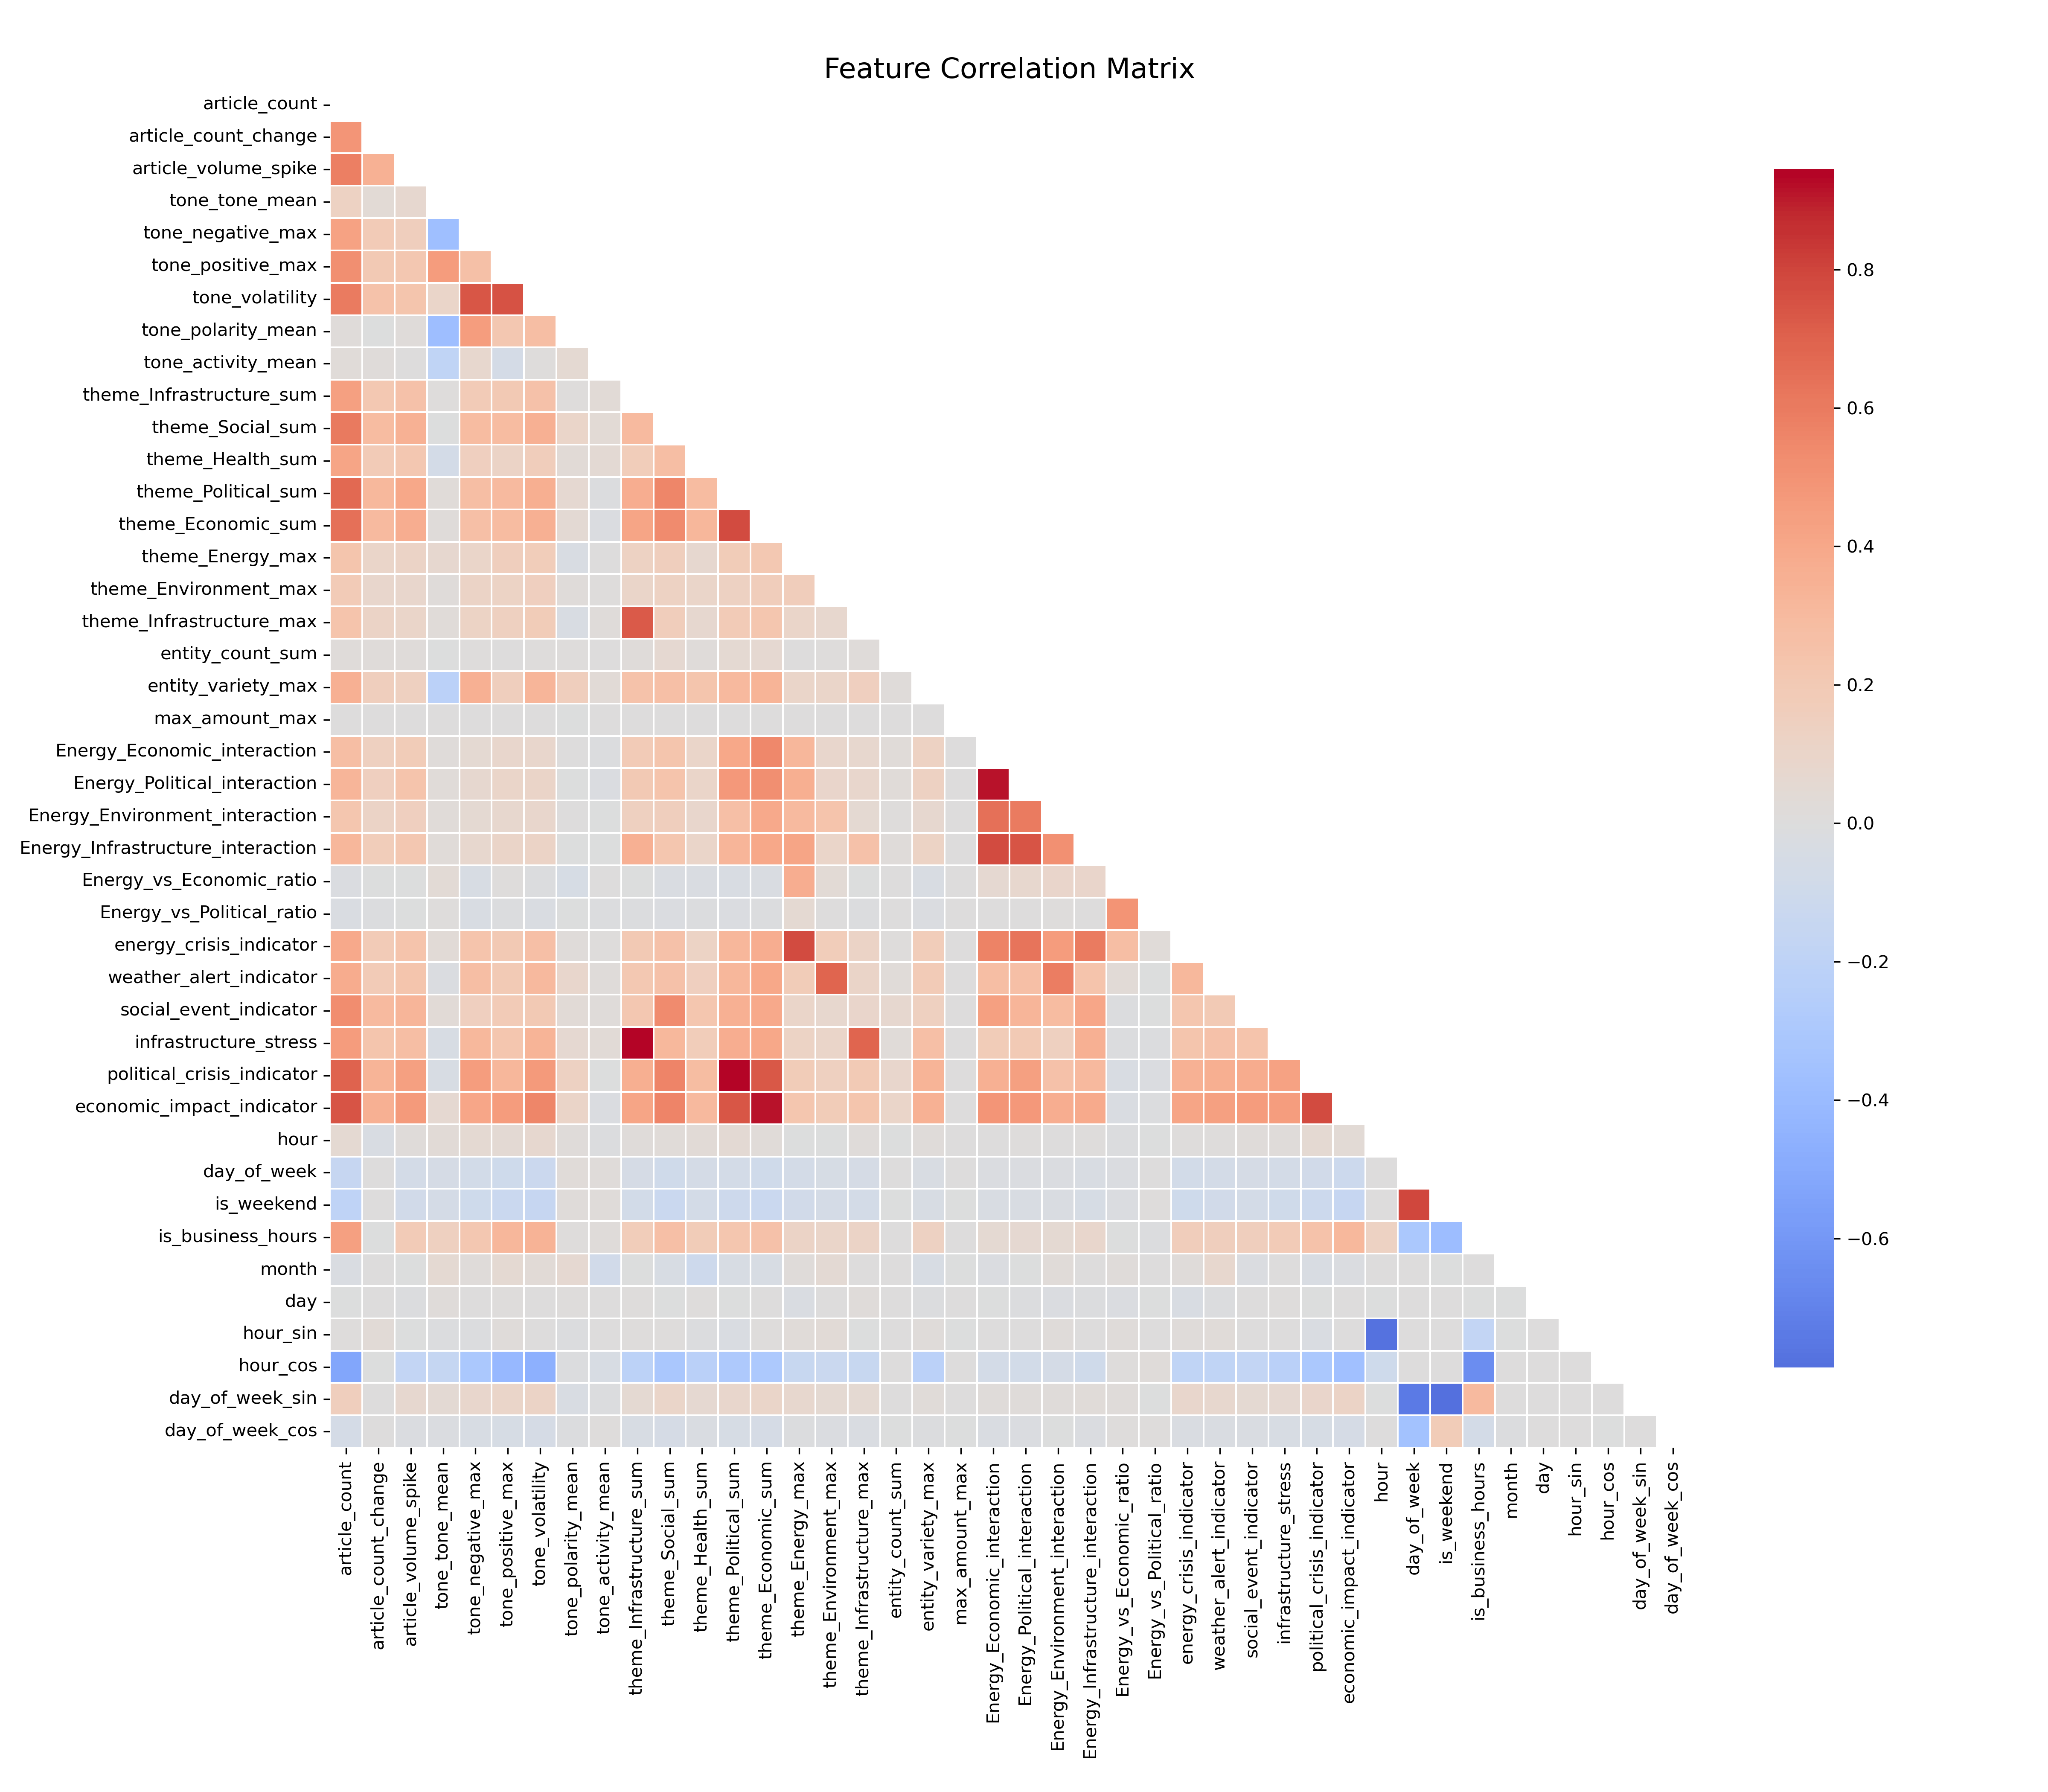 Feature Correlation Matrix
article_count
article_count_change
article_volume_spike
tone_tone_mean
tone_negative_max
tone_positive_max
tone_volatility
tone_polarity_mean
tone_activity_mean
theme_Infrastructure_sum
theme_Social_sum
theme_Health_sum
theme_Political_sum
theme_Economic_sum
theme_Energy_max
theme_Environment_max
theme_Infrastructure_max
entity_count_sum
entity_variety_max
max_amount_max
Energy_Economic_interaction
Energy_Political_interaction
Energy_Environment_interaction
Energy_Infrastructure_interaction
Energy_vs_Economic_ratio
Energy_vs_Political_ratio
energy_crisis_indicator
weather_alert_indicator
social_event_indicator
infrastructure_stress
political_crisis_indicator
economic_impact_indicator
hour
day_of_week
is_weekend
is_business_hours
month
day
hour_sin
hour_cos
day_of_week_sin
day_of_week_cos
article_count
article_count_change
article_volume_spike
tone_tone_mean
tone_negative_max
tone_positive_max
tone_volatility
tone_polarity_mean
tone_activity_mean
theme_Infrastructure_sum
theme_Social_sum
theme_Health_sum
theme_Political_sum
theme_Economic_sum
theme_Energy_max
theme_Environment_max
theme_Infrastructure_max
entity_count_sum
entity_variety_max
max_amount_max
Energy_Economic_interaction
Energy_Political_interaction
Energy_Environment_interaction
Energy_Infrastructure_interaction
Energy_vs_Economic_ratio
Energy_vs_Political_ratio
energy_crisis_indicator
weather_alert_indicator
social_event_indicator
infrastructure_stress
political_crisis_indicator
economic_impact_indicator
hour
day_of_week
is_weekend
is_business_hours
month
day
hour_sin
hour_cos
day_of_week_sin
day_of_week_cos
0.8
0.6
0.4
0.2
0.0
−0.2
−0.4
−0.6